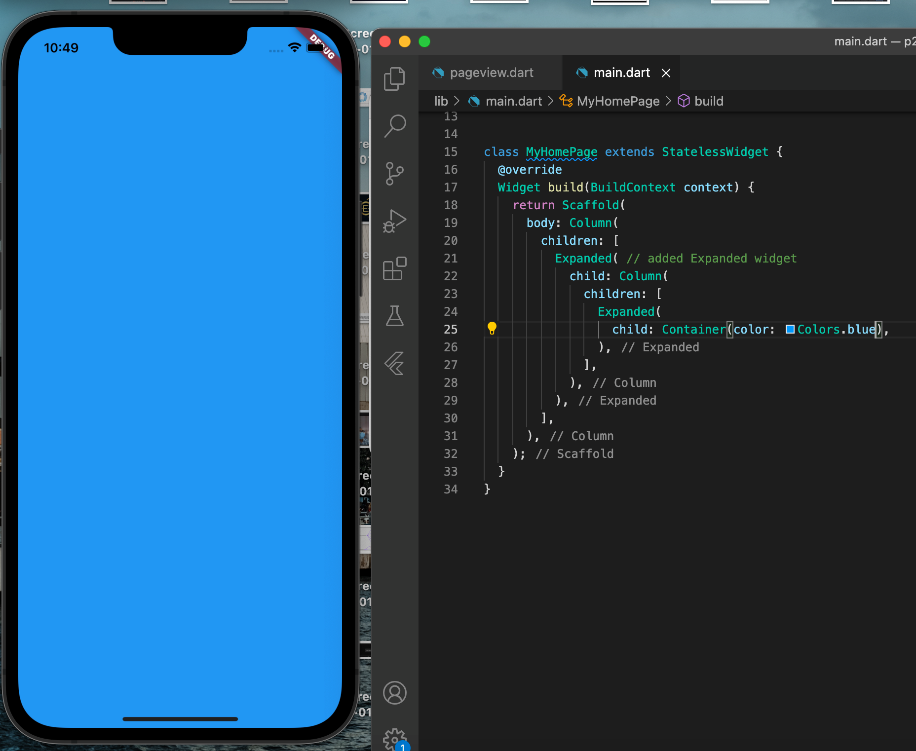 10:49
DEBUG
main.dart — p2
pageview.dart
main.dart
lib > main.dart > MyHomePage > build
13
14
15 class MyHomePage extends StatelessWidget {
16 @override
17 Widget build(BuildContext context) {
18 return Scaffold(
19 body: Column(
20 children: [
21 Expanded( // added Expanded widget
22 child: Column(
23 children: [
24 Expanded(
25 child: Container(color: Colors.blue),
26 ), // Expanded
27 ],
28 ), // Column
29 ), // Expanded
30 ],
31 ), // Column
32 ); // Scaffold
33 }
34 }
1